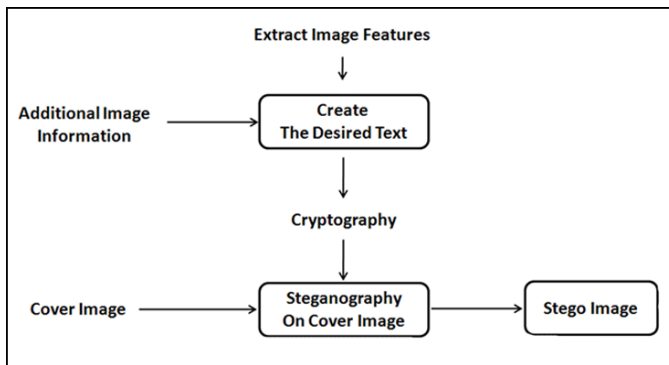 Extract Image Features
Additional Image
Information
Create
The Desired Text
Cryptography
Cover Image
Steganography
On Cover Image
Stego Image